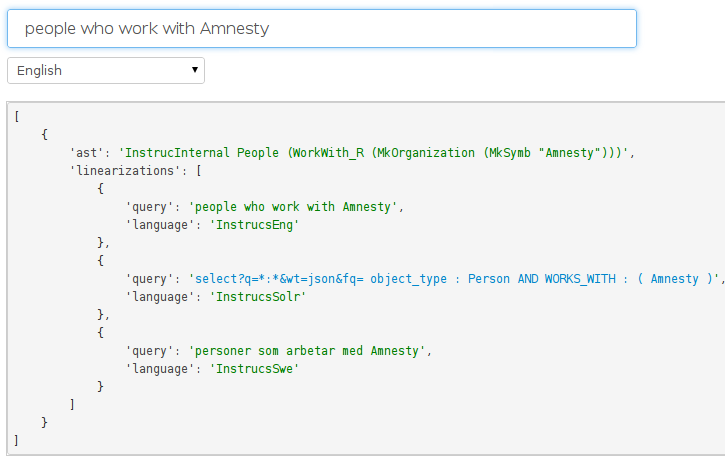 people who work with Amnesty
English
[
    {
        'ast': 'InstrucInternal People (WorkWith_R (MkOrganization (MkSymb "Amnesty")))',
        'linearizations': [
            {
                'query': 'people who work with Amnesty',
                'language': 'InstrucsEng'
            },
            {
                'query': 'select?q=*:*&wt=json&fq= object_type : Person AND WORKS_WITH : ( Amnesty )',
                'language': 'InstrucsSolr'
            },
            {
                'query': 'personer som arbetar med Amnesty',
                'language': 'InstrucsSwe'
            }
        ]
    }
]